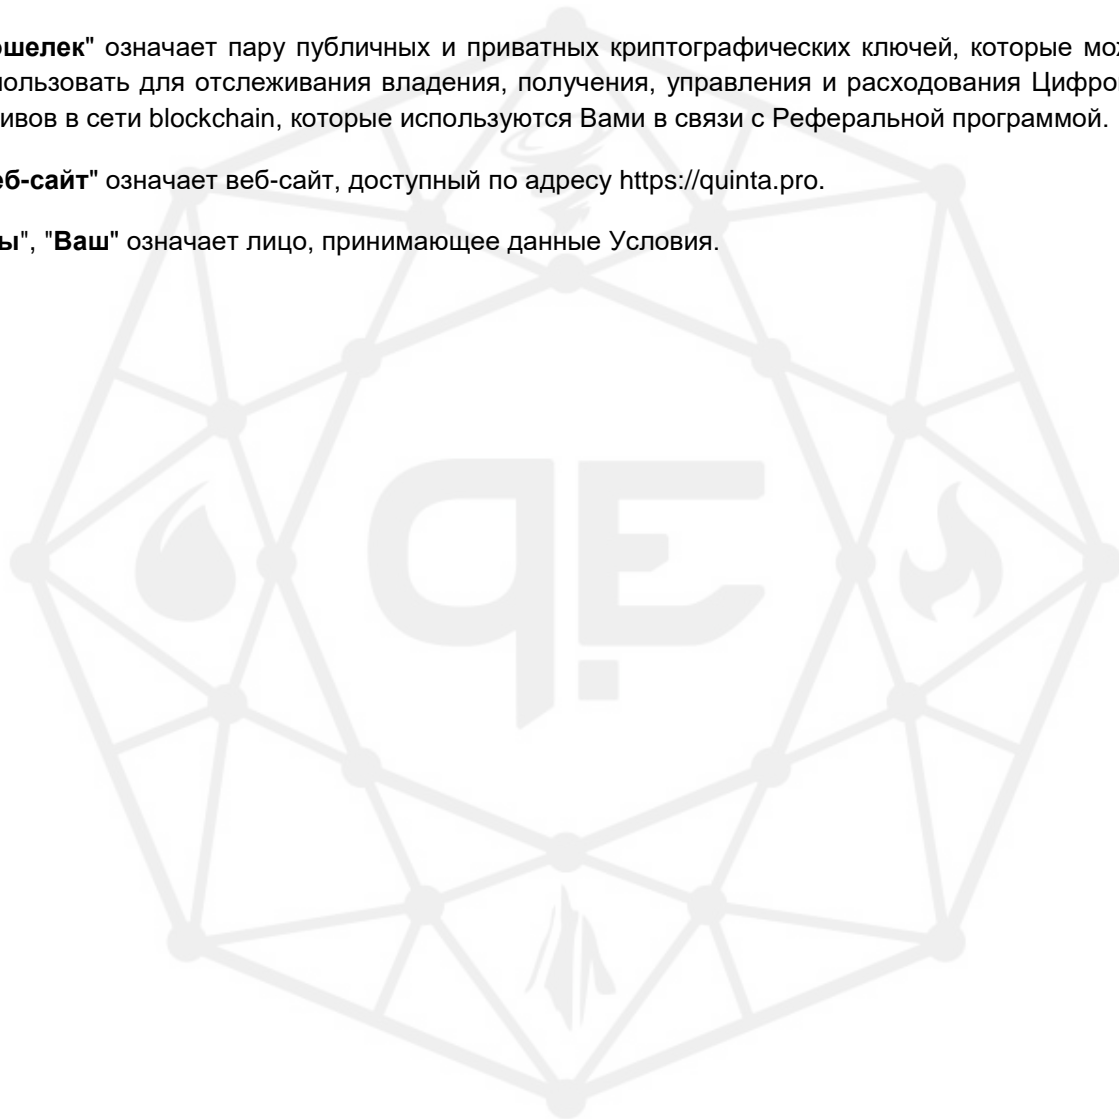 ошелек" означает пару публичных и приватных криптографических ключей, которые мо
пользовать для отслеживания владения, получения, управления и расходования Цифро
ивов в сети blockchain, которые используются Вами в связи с Реферальной программой.
еб-сайт" означает веб-сайт, доступный по адресу https://quinta.pro.
ы", "Ваш" означает лицо, принимающее данные Условия.